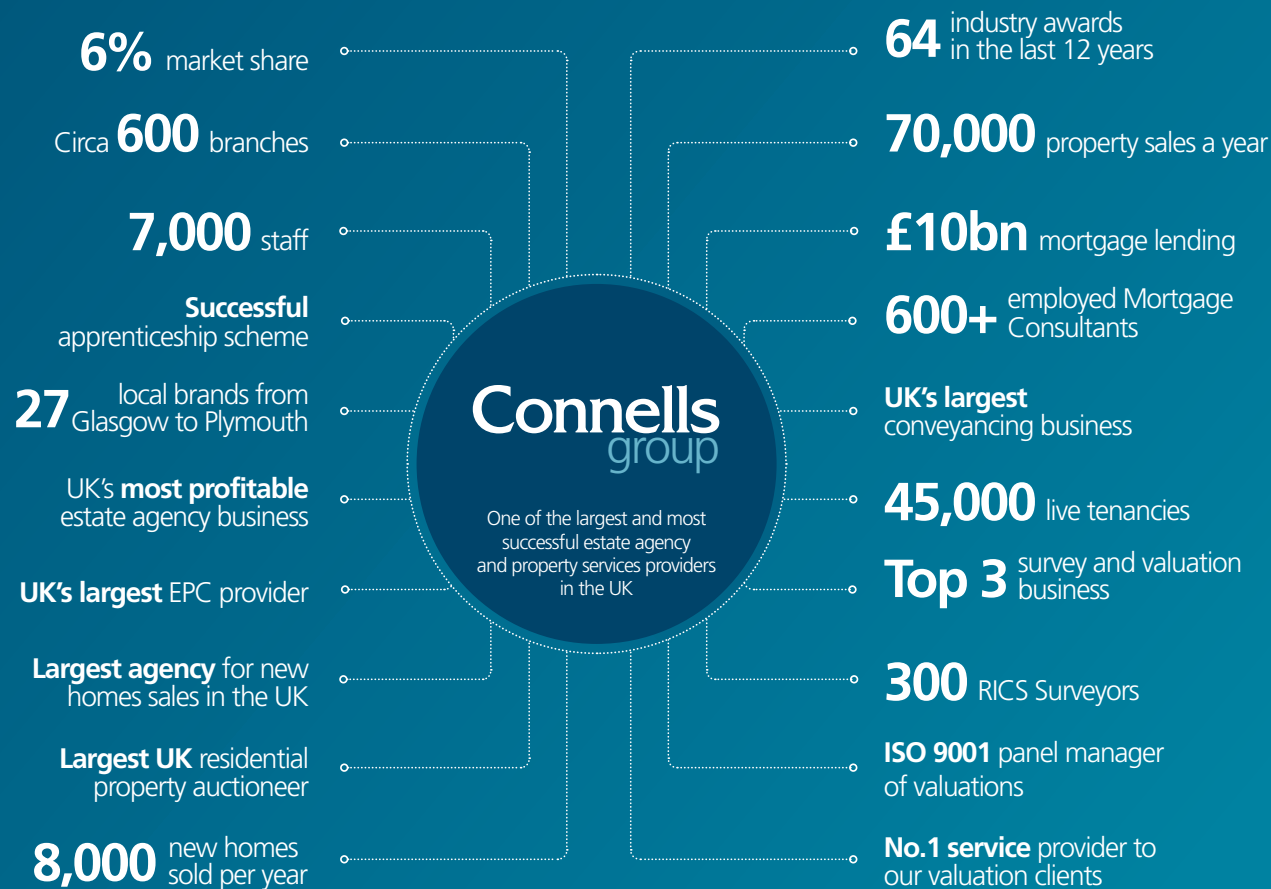 6% market share
Circa 600 branches
7,000 staff
Successful
apprenticeship scheme
27 local brands from
Glasgow to Plymouth
UK's most profitable
estate agency business
UK's largest EPC provider
Largest agency for new
homes sales in the UK
Largest UK residential
property auctioneer
8,000 new homes
sold per year
Connells
group
One of the largest and most
successful estate agency
and property services providers
in the UK
64 industry awards
in the last 12 years
70,000 property sales a year
£10bn mortgage lending
600+ employed Mortgage
Consultants
UK's largest
conveyancing business
45,000 live tenancies
Top 3 survey and valuation
business
300 RICS Surveyors
ISO 9001 panel manager
of valuations
No.1 service provider to
our valuation clients